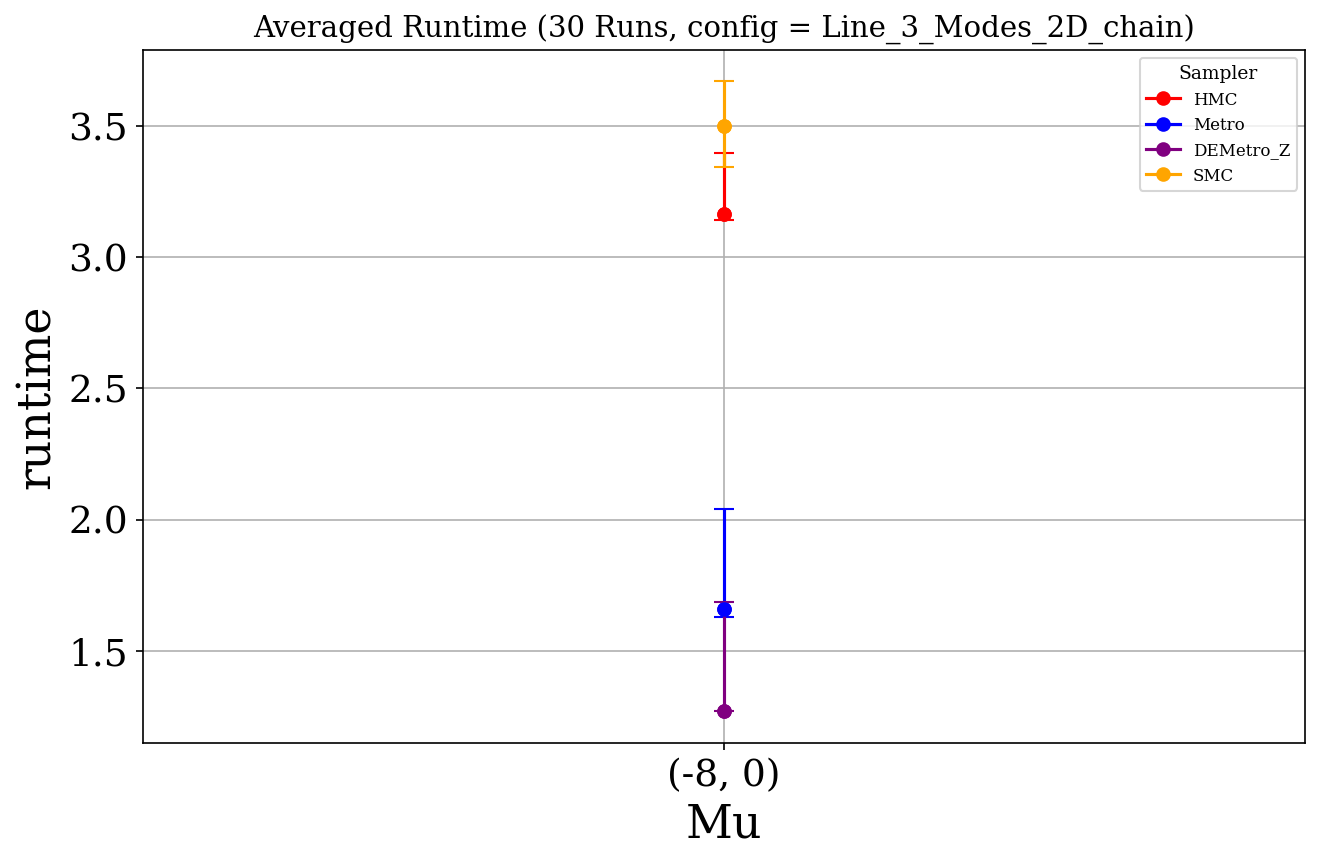 Averaged Runtime (30 Runs, config = Line_3_Modes_2D_chain)
Sampler
HMC
Metro
DEMetro_Z
SMC
runtime
3.5
3.0
2.5
2.0
1.5
(-8, 0)
Mu